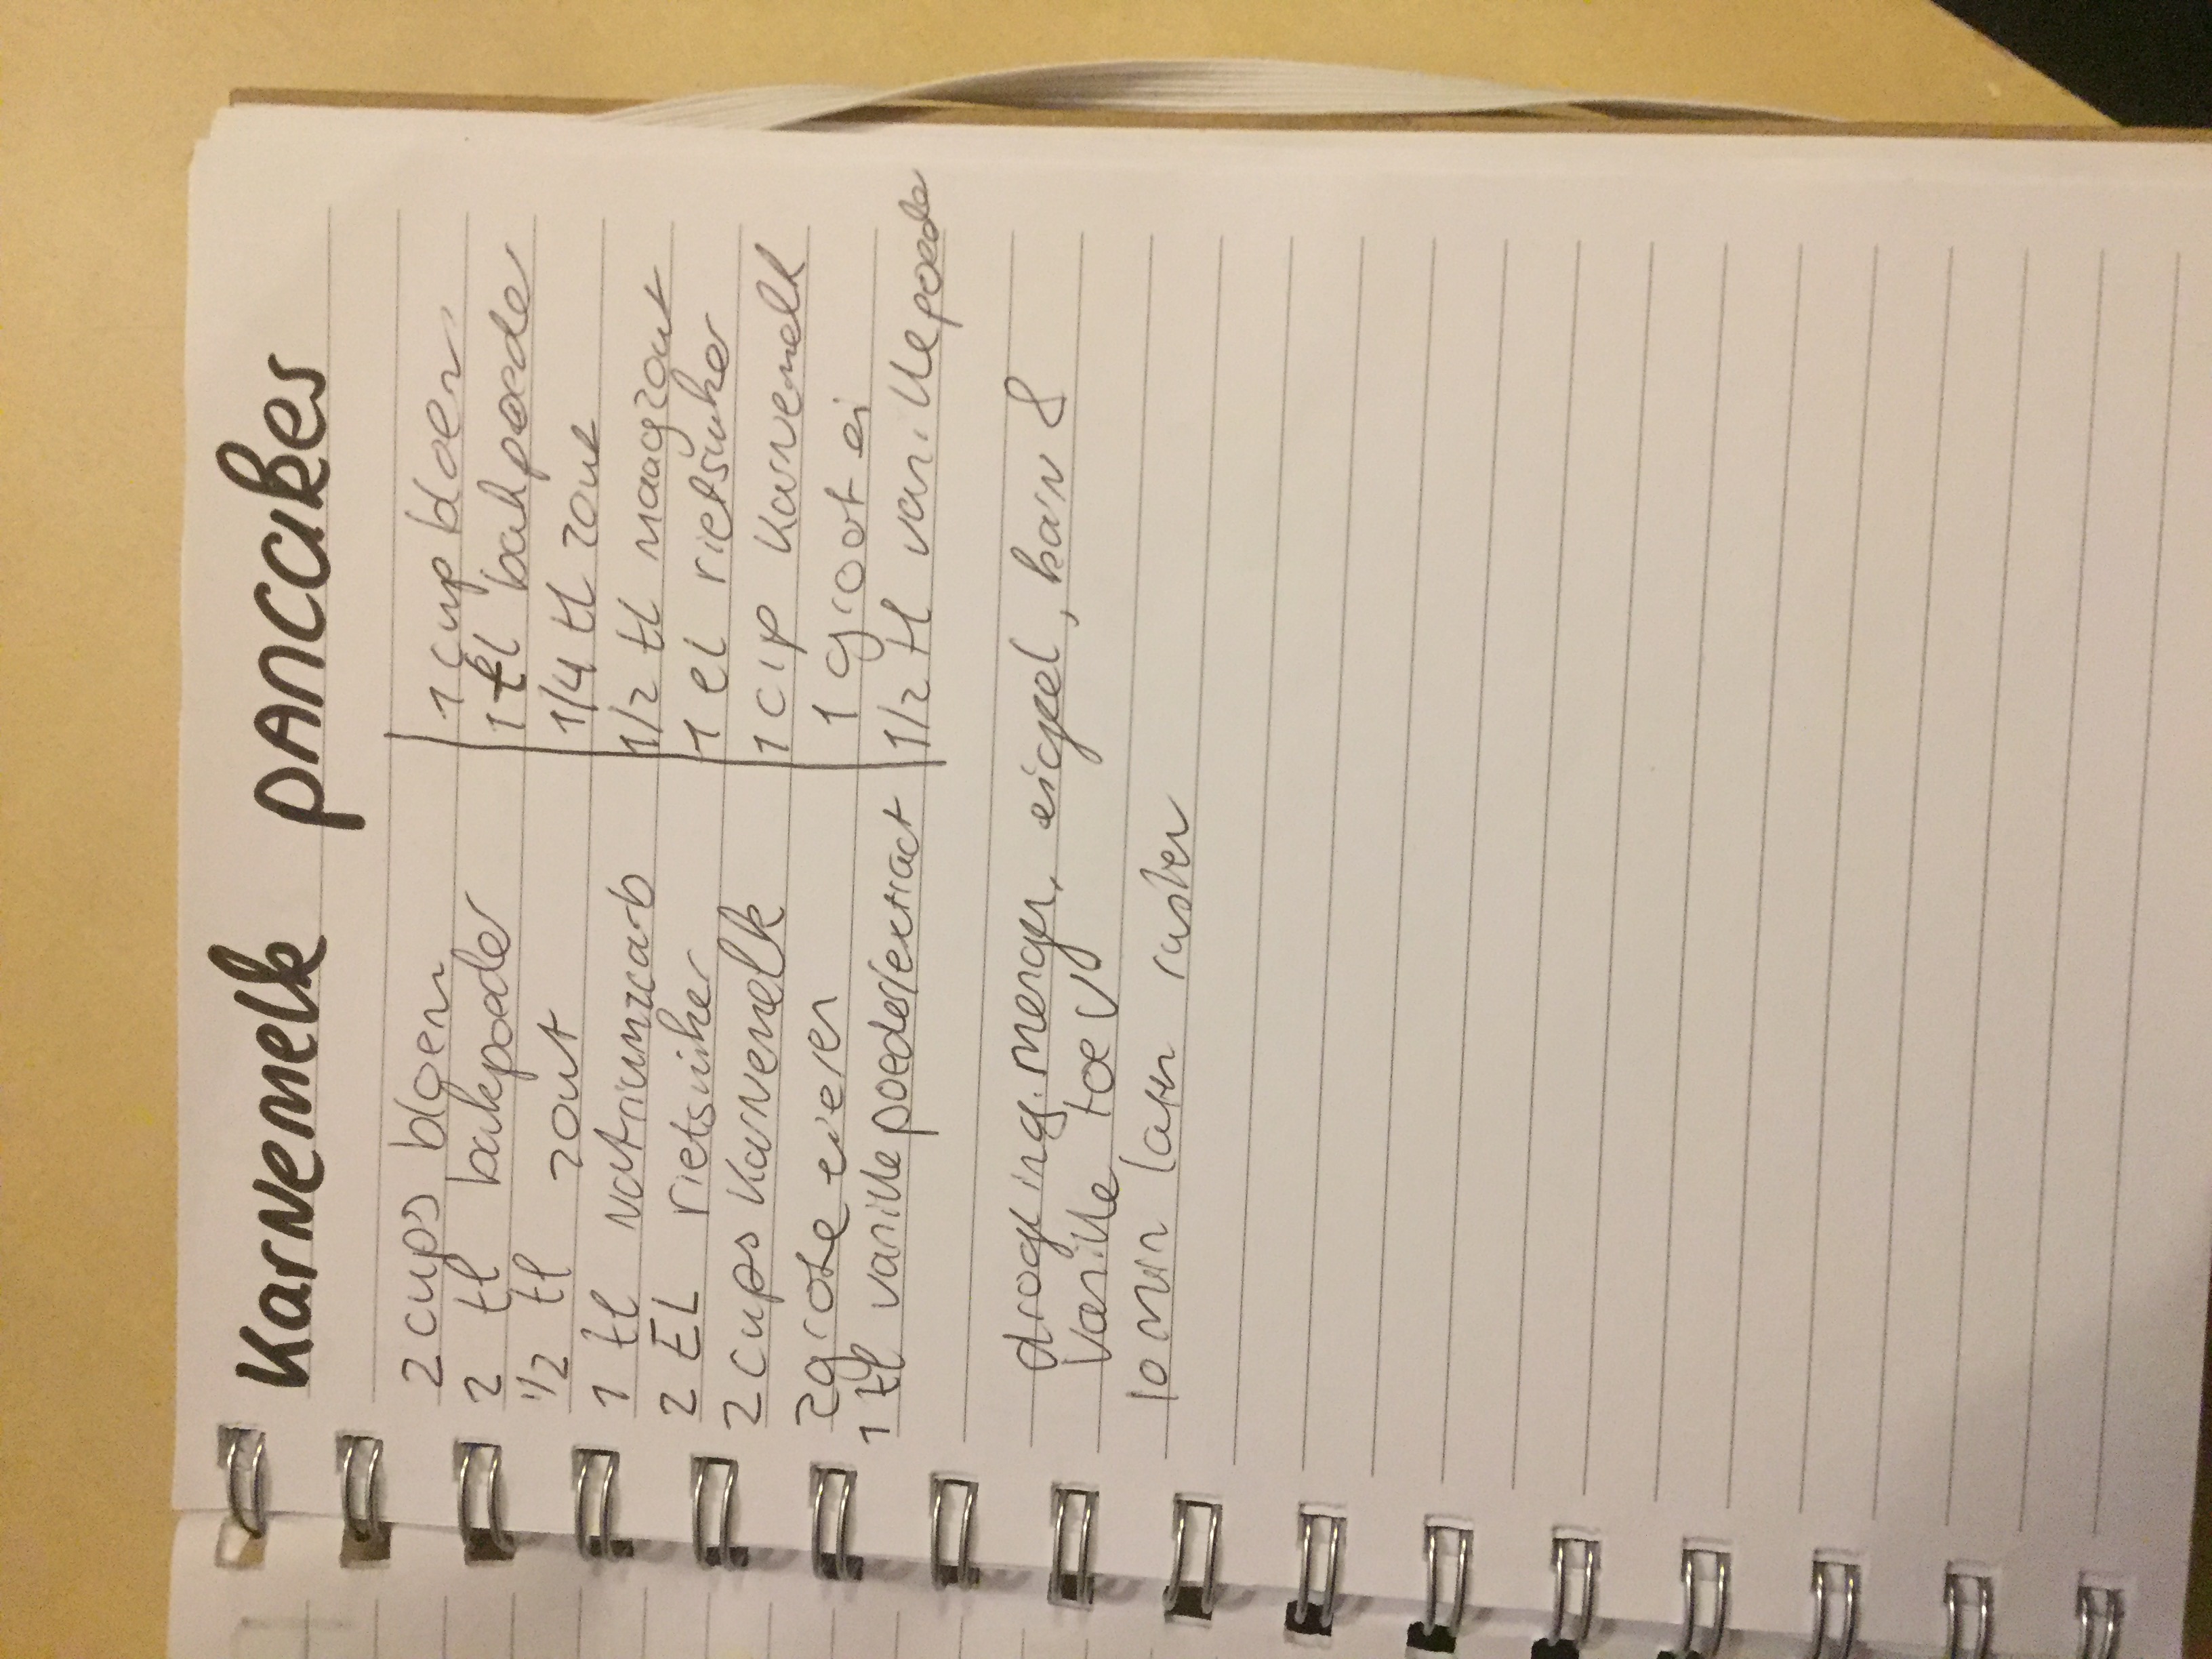 Karnemelk pancakes
2 cups bloem
2 tl bakpoeder
1/2 tl zout
1 tl natriumzcarb
2 EL rietsuiker
2 cups Karnemelk
2 grote eieren
1 tl vanille poeder/extract
1 cup bloem
1 tl bakpoeder
1/4 tl zout
1/2 tl maagzout
1 el rietsuiker
1 cup Karnemelk
1 groot ei
1/2 tl vanillepoeder
droge ing. mengen, eigeel, karn &
Vanille toe V
10 min laten rusten